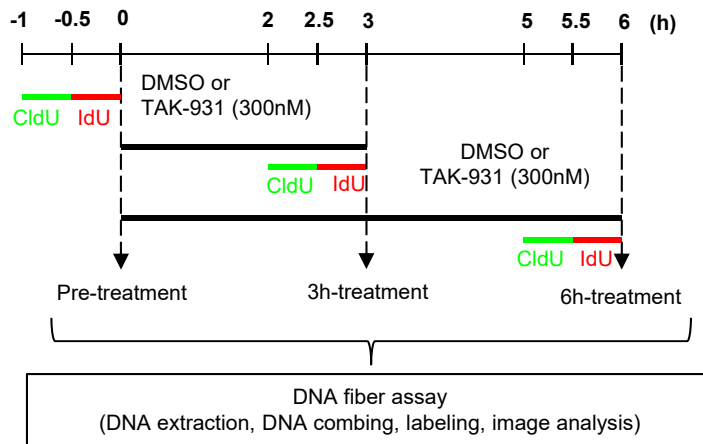 -1 -0.5 0 2 2.5 3 5 5.5 6 (h)
DMSO or
TAK-931 (300nM)
CldU IdU
DMSO or
TAK-931 (300nM)
CldU IdU
CldU IdU
Pre-treatment 3h-treatment 6h-treatment
DNA fiber assay
(DNA extraction, DNA combing, labeling, image analysis)